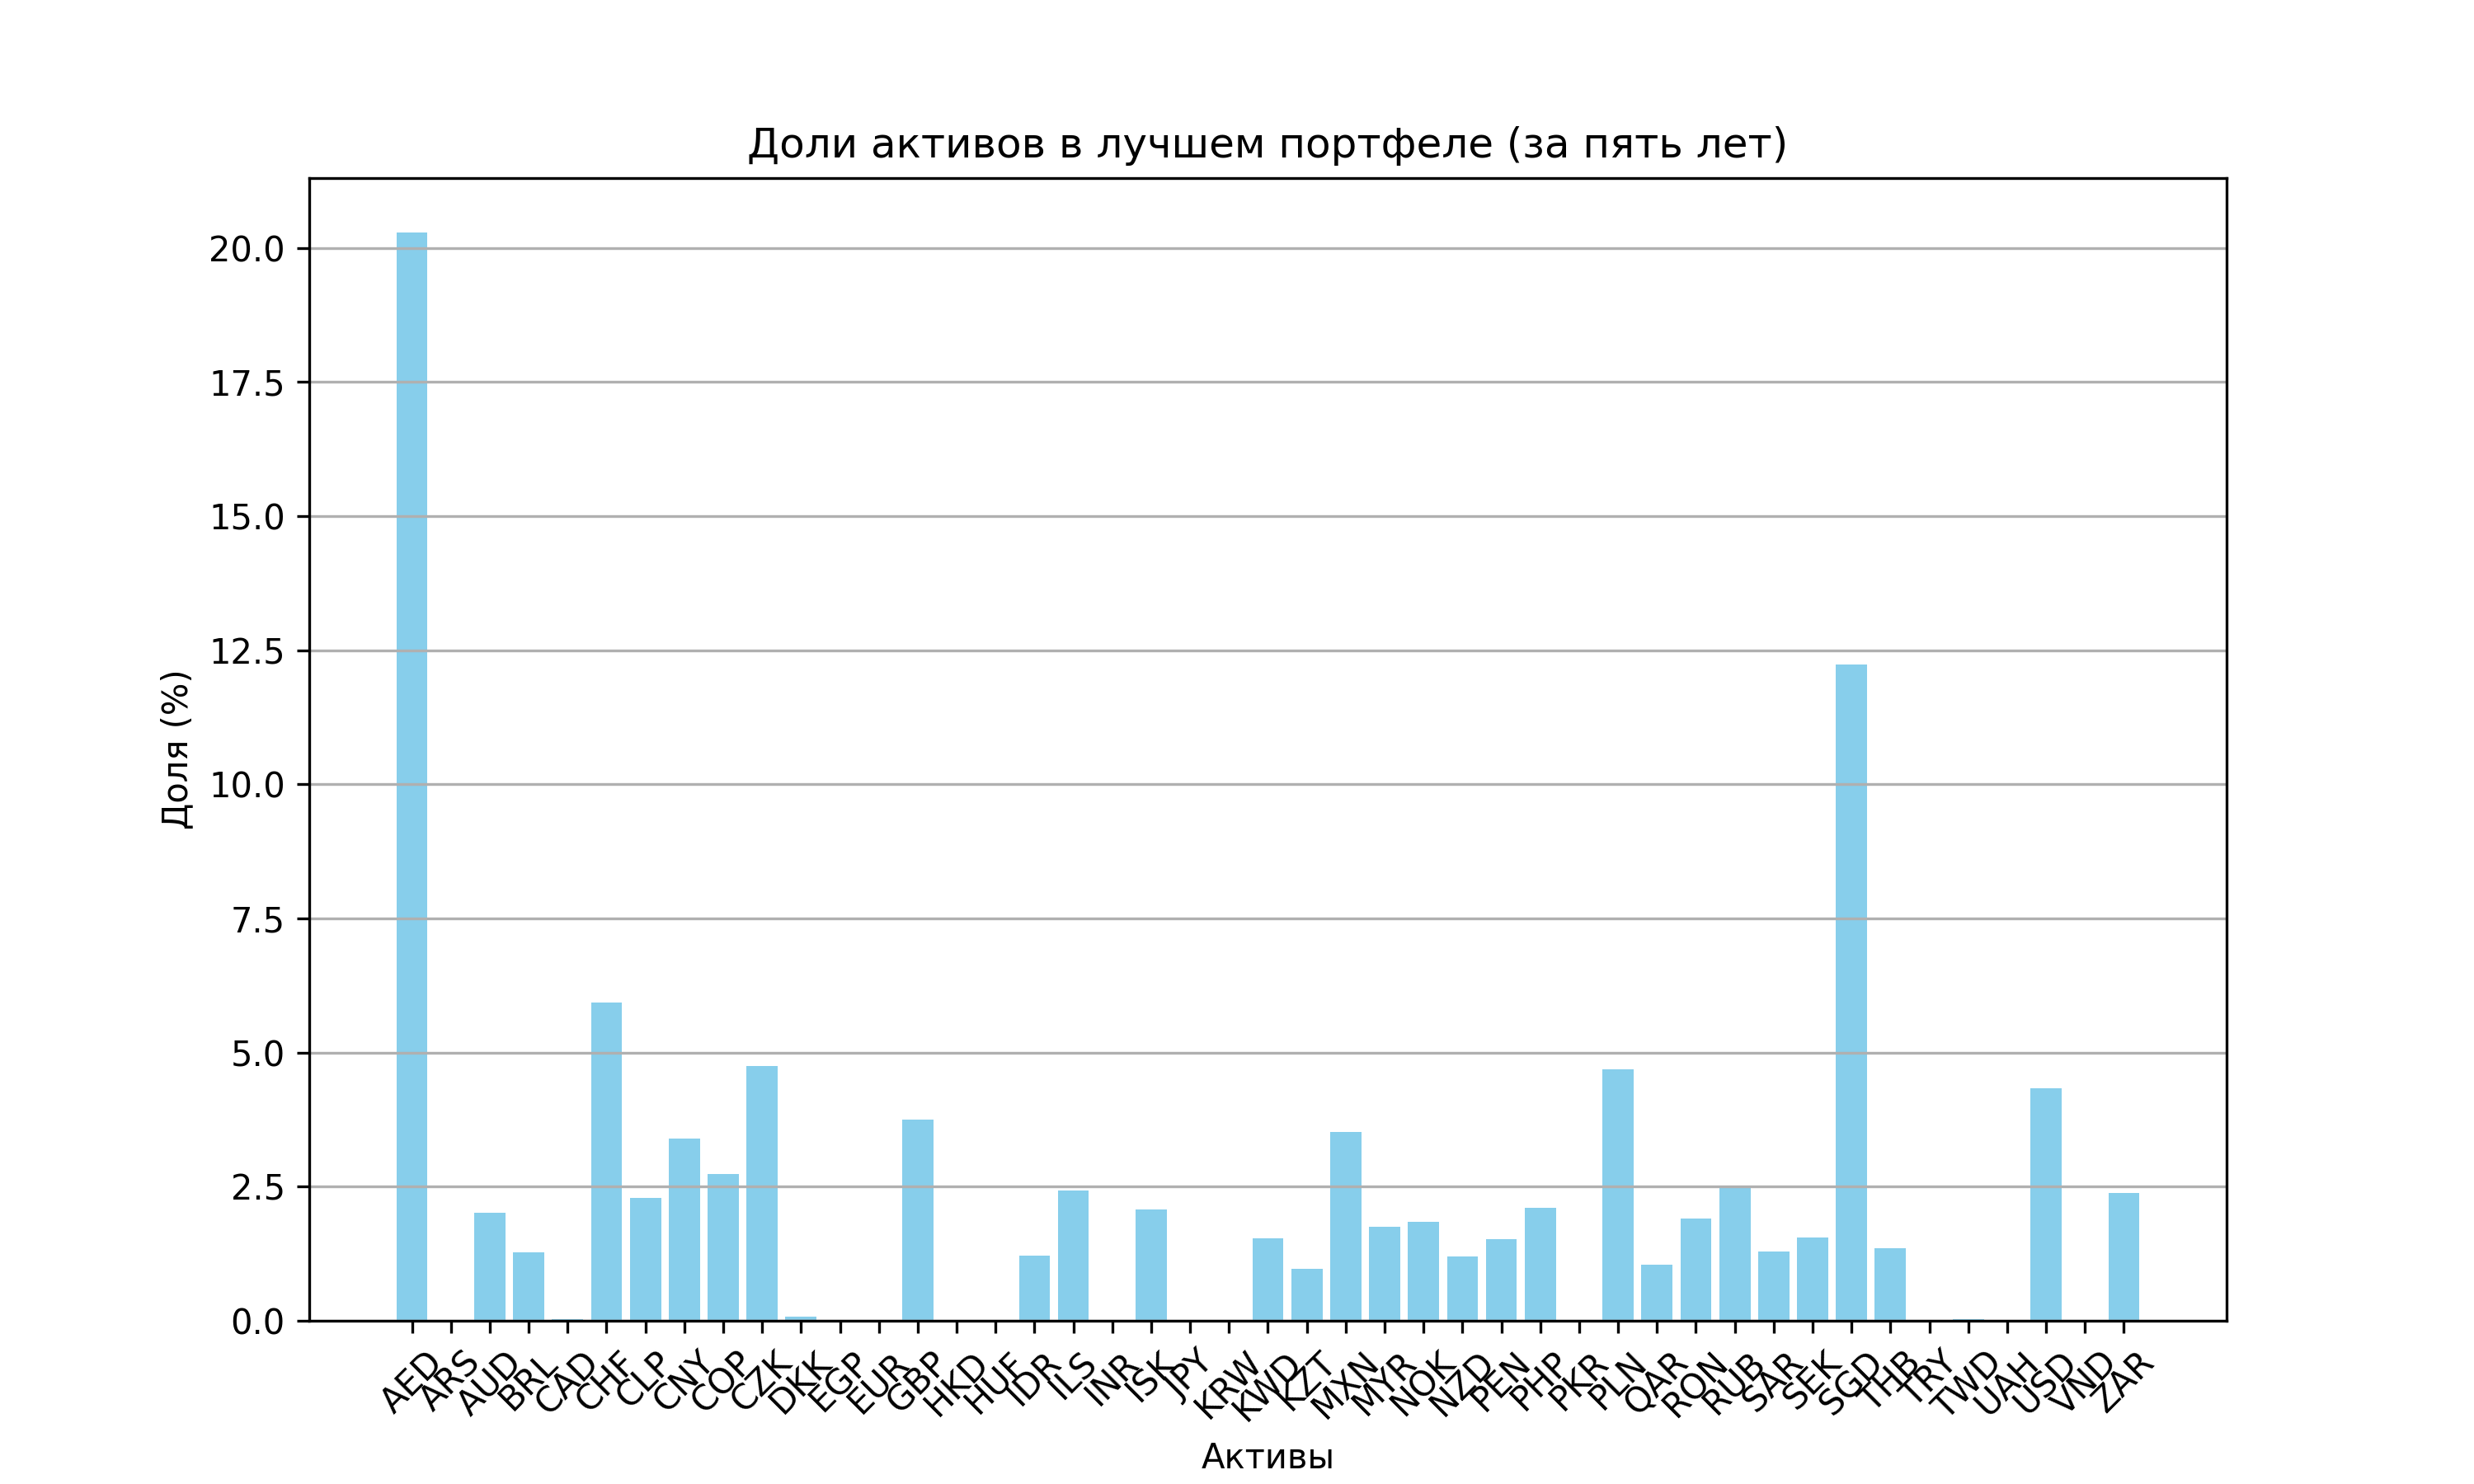 Доли активов в лучшем портфеле (за пять лет)
Доля (%)
20.0
17.5
15.0
12.5
10.0
7.5
5.0
2.5
0.0
AED
ARS
AUD
BRL
CAD
CHF
CLP
CNY
COP
CZK
DKK
EGP
EUR
GBP
HKD
HUF
IDR
ILS
INR
ISK
JPY
KRW
KWD
KZT
MXN
MYR
NOK
NZD
PEN
PHP
PKR
PLN
QAR
RON
RUB
SAR
SEK
SGD
THB
TRY
TWD
UAH
USD
VND
ZAR
Активы